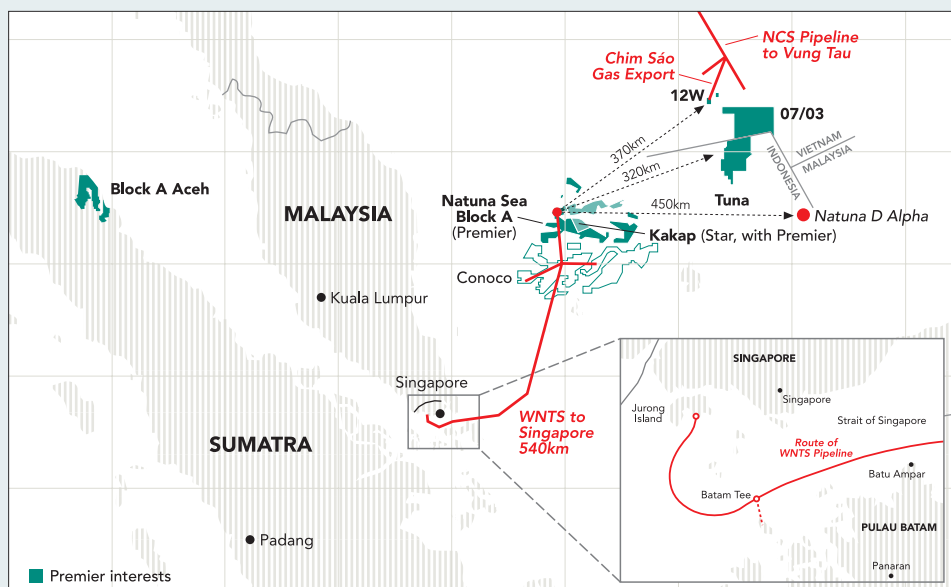 NCS Pipeline
to Vung Tau
Chim Sáo
Gas Export
12W
07/03
370km
320km
VIETNAM
MALAYSIA
INDONESIA
Block A Aceh
MALAYSIA
Natuna Sea
Block A
(Premier)
450km
Tuna
Natuna D Alpha
Kakap (Star, with Premier)
Conoco
Kuala Lumpur
Singapore
WNTS to
Singapore
540km
SUMATRA
Padang
SINGAPORE
Singapore
Jurong
Island
Strait of Singapore
Route of
WNTS Pipeline
Batu Ampar
Batam Tee
PULAU BATAM
Panaran
Premier interests